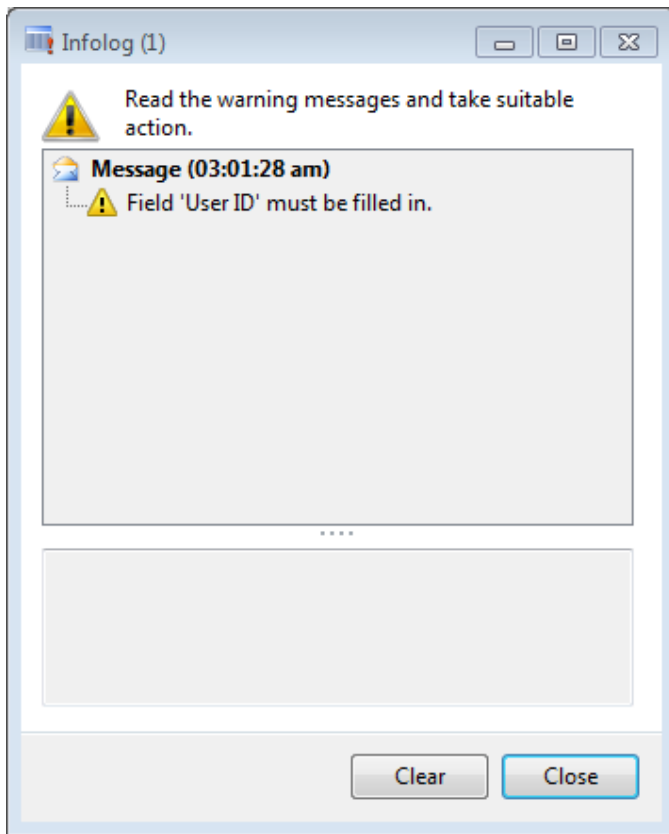 Infolog (1)
Read the warning messages and take suitable
action.
Message (03:01:28 am)
Field 'User ID' must be filled in.
Clear
Close